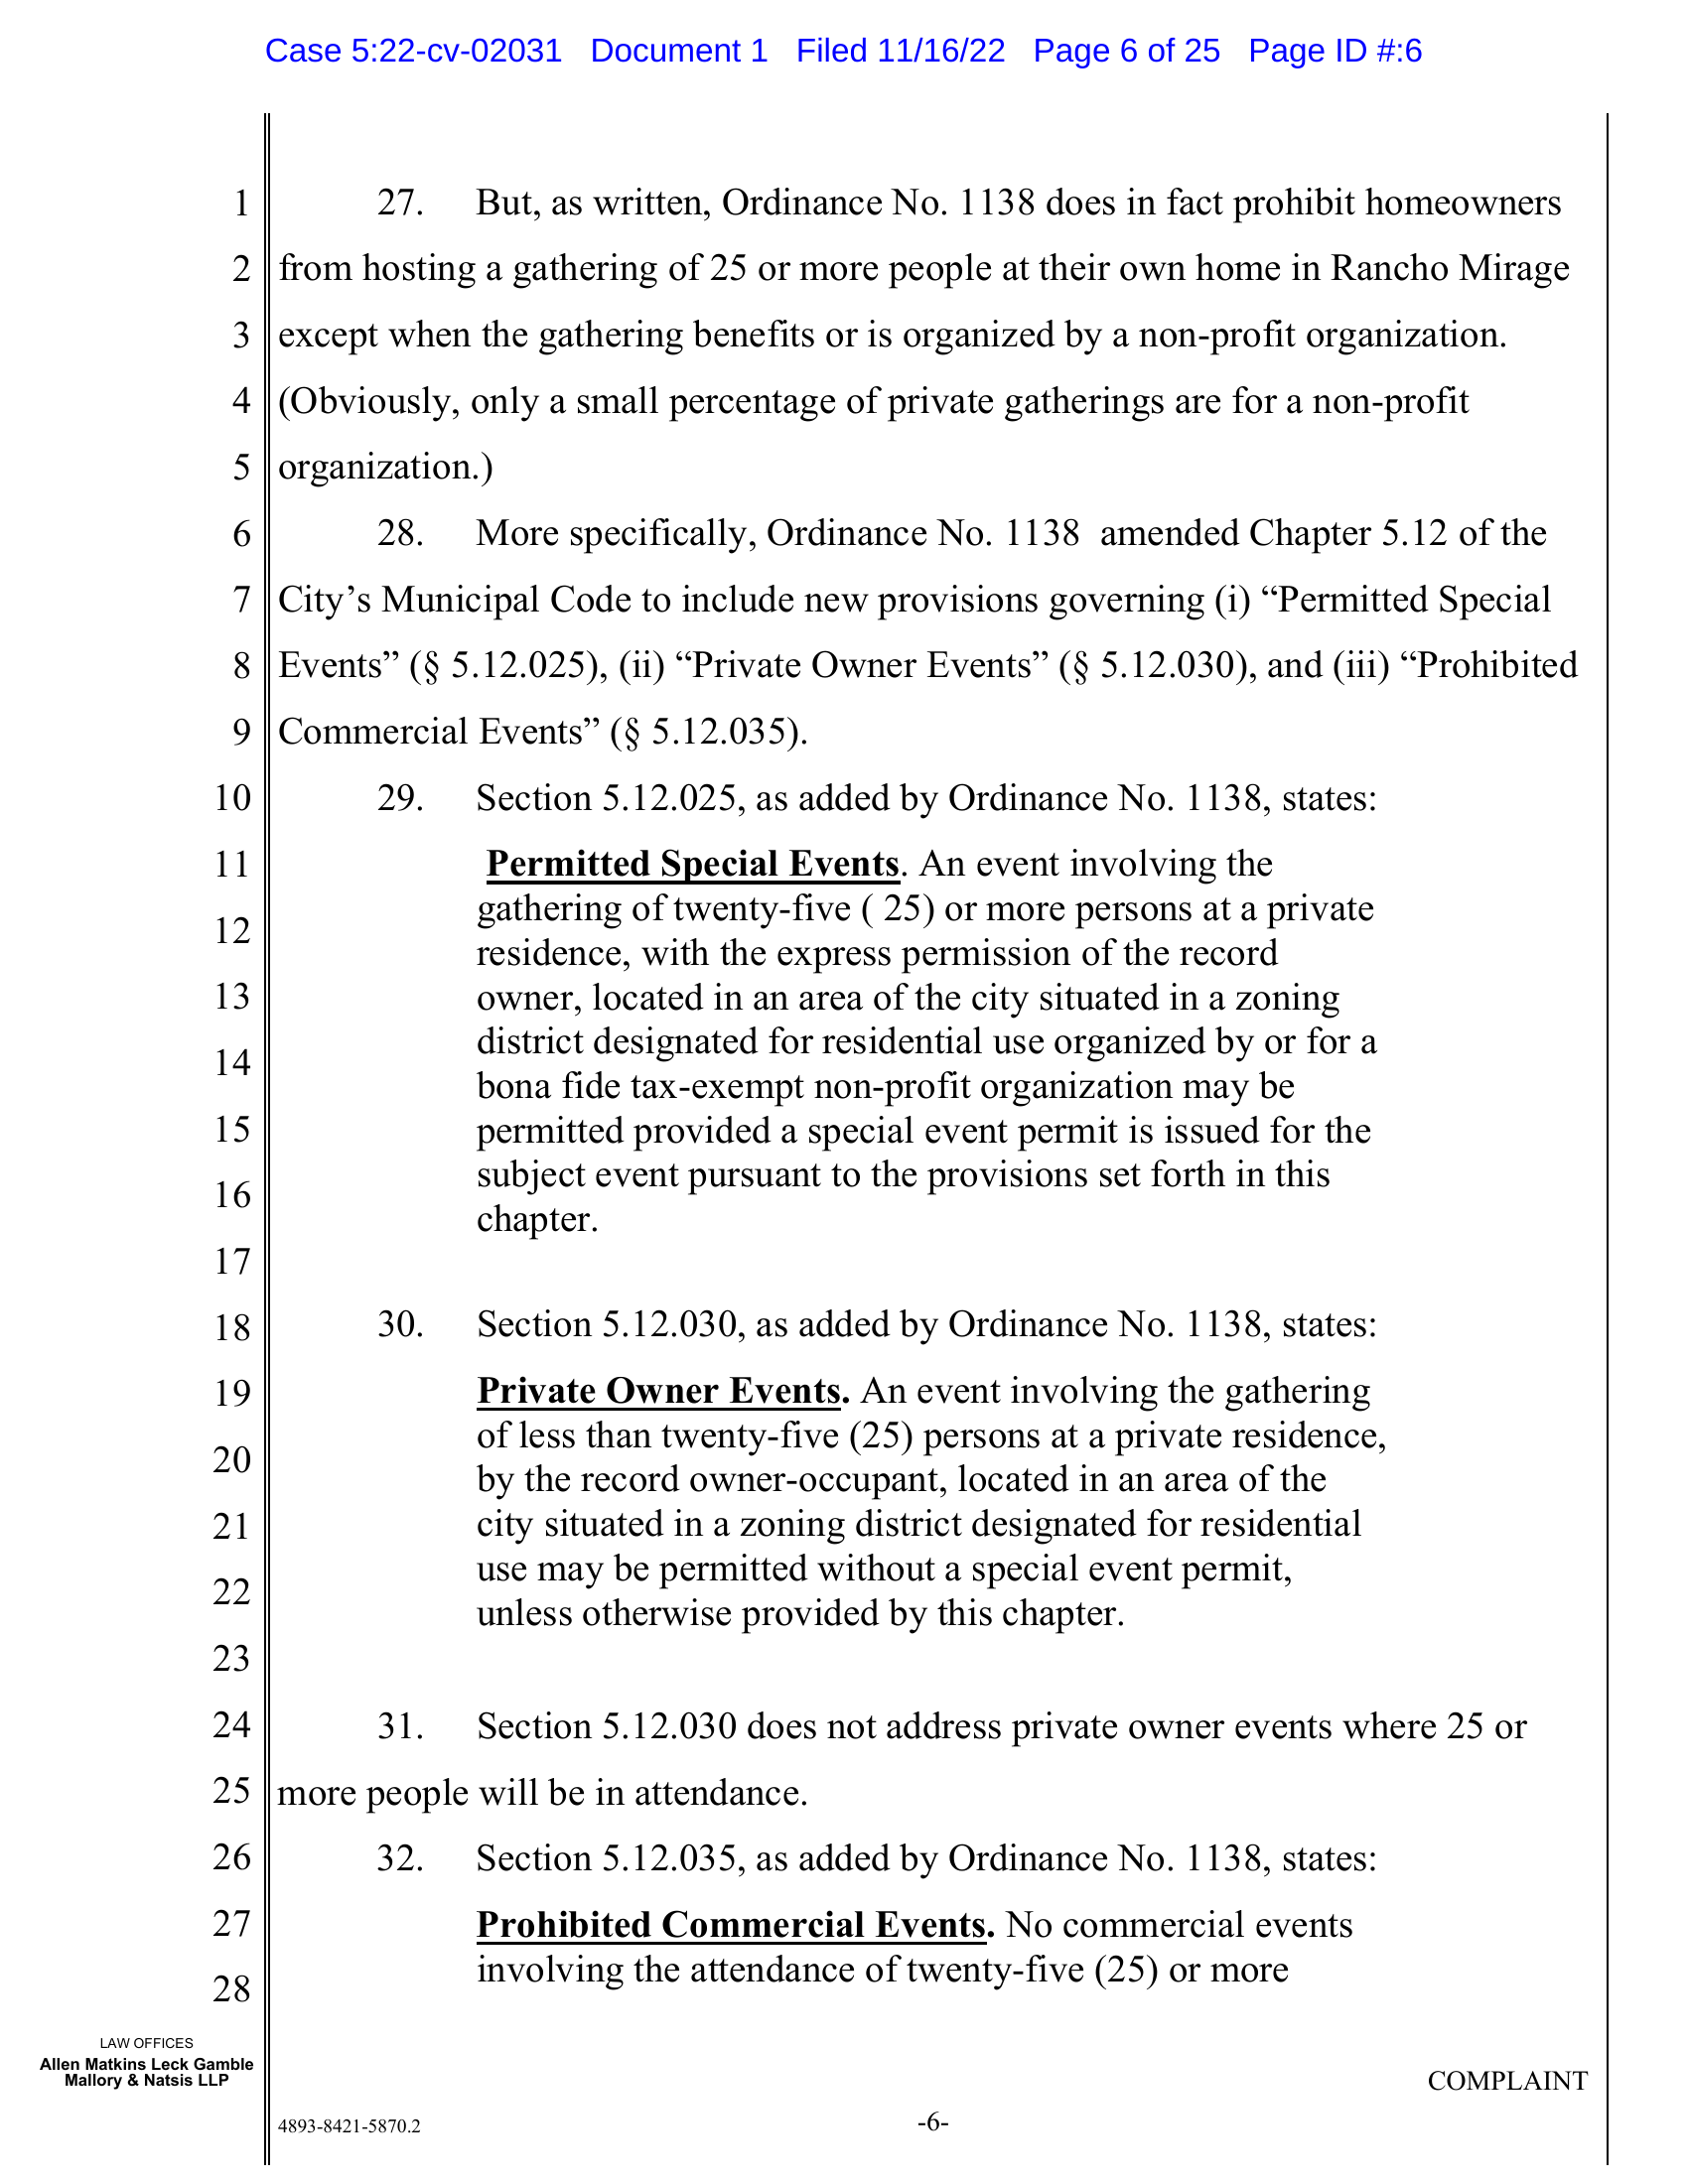 Case 5:22-cv-02031 Document 1 Filed 11/16/22 Page 6 of 25 Page ID #:6
1 27. But, as written, Ordinance No. 1138 does in fact prohibit homeowners
2 from hosting a gathering of 25 or more people at their own home in Rancho Mirage
3 except when the gathering benefits or is organized by a non-profit organization.
4 (Obviously, only a small percentage of private gatherings are for a non-profit
5 organization.)
6 28. More specifically, Ordinance No. 1138 amended Chapter 5.12 of the
7 City’s Municipal Code to include new provisions governing (i) “Permitted Special
8 Events” (§ 5.12.025), (ii) “Private Owner Events” (§ 5.12.030), and (iii) “Prohibited
9 Commercial Events” (§ 5.12.035).
10 29. Section 5.12.025, as added by Ordinance No. 1138, states:
11 Permitted Special Events. An event involving the
gathering of twenty-five ( 25) or more persons at a private
12
residence, with the express permission of the record
13 owner, located in an area of the city situated in a zoning
district designated for residential use organized by or for a
14
bona fide tax-exempt non-profit organization may be
15 permitted provided a special event permit is issued for the
subject event pursuant to the provisions set forth in this
16
chapter.
17
18 30. Section 5.12.030, as added by Ordinance No. 1138, states:
19 Private Owner Events. An event involving the gathering
of less than twenty-five (25) persons at a private residence,
20
by the record owner-occupant, located in an area of the
21 city situated in a zoning district designated for residential
use may be permitted without a special event permit,
22
unless otherwise provided by this chapter.
23
24 31. Section 5.12.030 does not address private owner events where 25 or
25 more people will be in attendance.
26 32. Section 5.12.035, as added by Ordinance No. 1138, states:
27 Prohibited Commercial Events. No commercial events
involving the attendance of twenty-five (25) or more
28
LAW OFFICES
Allen Matkins Leck Gamble
Mallory & Natsis LLP
COMPLAINT
4893-8421-5870.2 -6-